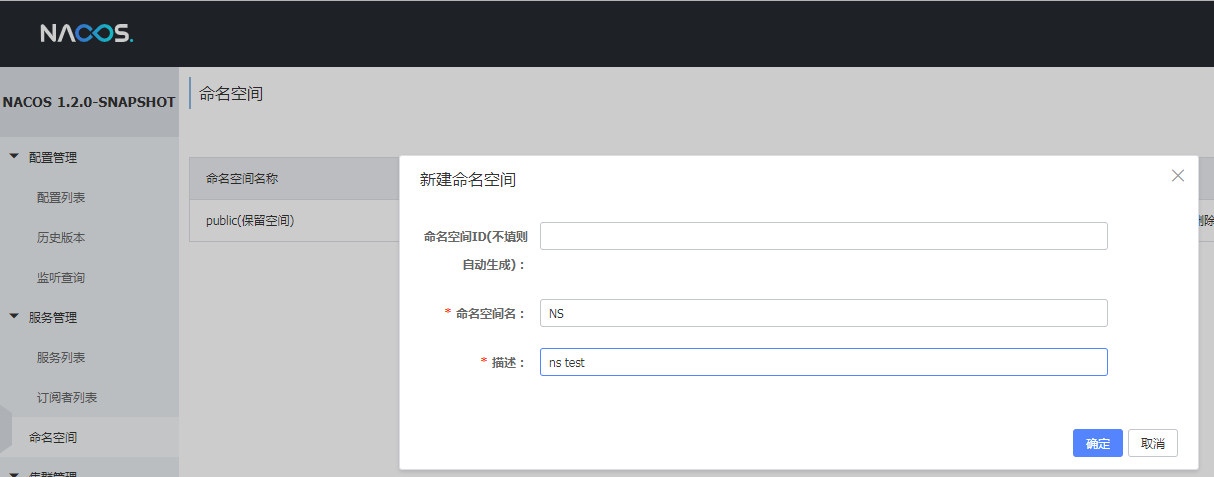 NACOS.
NACOS 1.2.0-SNAPSHOT
配置管理
配置列表
历史版本
监听查询
服务管理
服务列表
订阅者列表
命名空间
集群管理
命名空间
命名空间名称
public(保留空间)
删除
新建命名空间
命名空间ID(不填则
自动生成)：
* 命名空间名： NS
* 描述： ns test
确定 取消